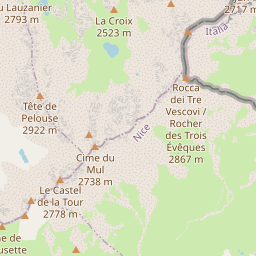 u Lauzanier
2793 m
La Croix
2523 m
Italia
2717 m
Tête de
Pelouse
2922 m
Rocca
dei Tre
Vescovi /
Rocher
des Trois
Évêques
2867 m
Nice
Cime du
Mul
2738 m
Le Castel
de la Tour
2778 m
ne de
usette